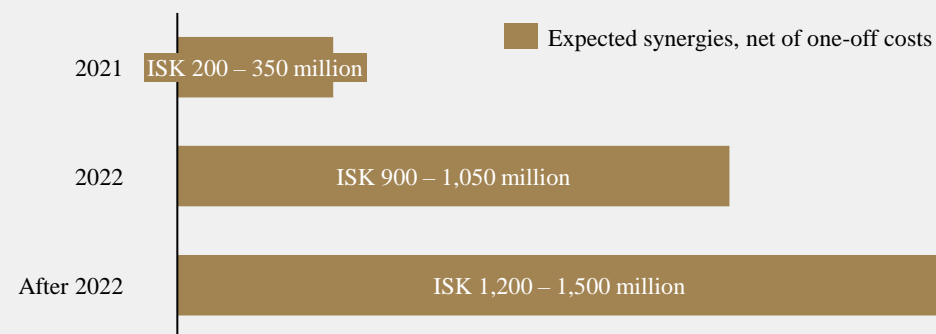 Expected synergies, net of one-off costs
2021
ISK 200 – 350 million
2022
ISK 900 – 1,050 million
After 2022
ISK 1,200 – 1,500 million